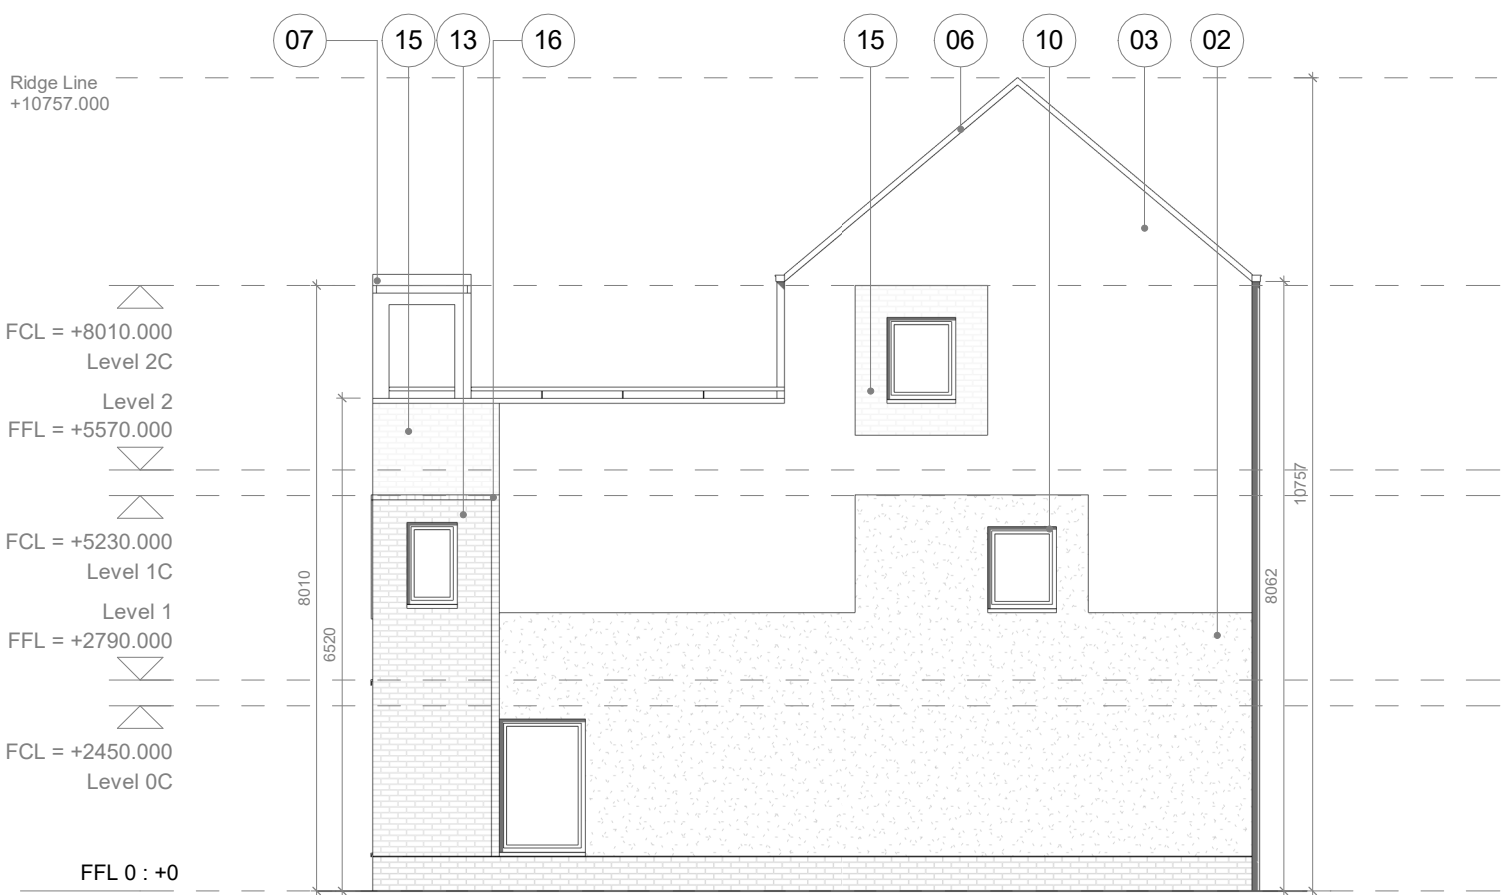 07 15 13 16 15 06 10 03 02
Ridge Line
+10757.000
FCL = +8010.000
Level 2C
Level 2
FFL = +5570.000
FCL = +5230.000
Level 1C
Level 1
FFL = +2790.000
FCL = +2450.000
Level 0C
FFL 0 : +0
8010
6520
8062
10757